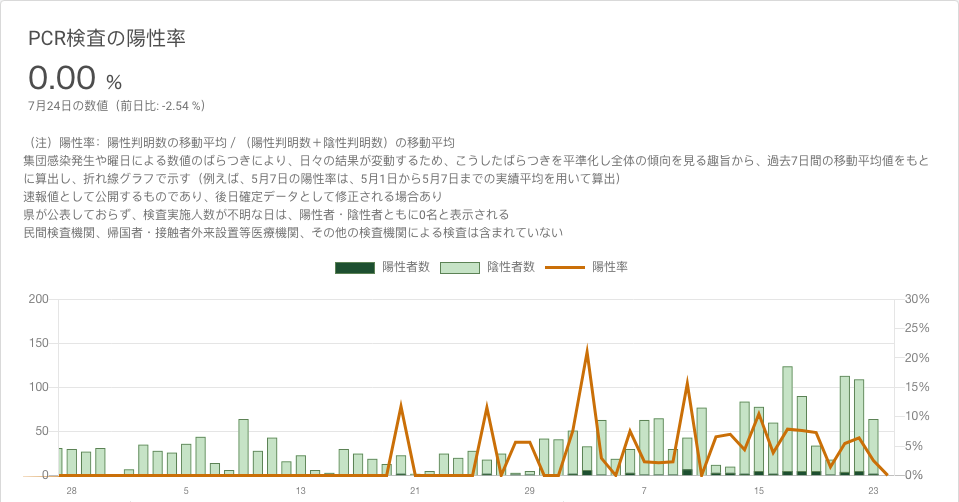 PCR検査の陽性率
0.00 %
7月24日の数値（前日比: -2.54 %）
（注）陽性率：陽性判明数の移動平均 / （陽性判明数＋陰性判明数）の移動平均
集団感染発生や曜日による数値のばらつきにより、日々の結果が変動するため、こうしたばらつきを平準化し全体の傾向を見る趣旨から、過去7日間の移動平均値をもと
に算出し、折れ線グラフで示す（例えば、5月7日の陽性率は、5月1日から5月7日までの実績平均を用いて算出）
速報値として公開するものであり、後日確定データとして修正される場合あり
県が公表しておらず、検査実施人数が不明な日は、陽性者・陰性者ともに0名と表示される
民間検査機関、帰国者・接触者外来設置等医療機関、その他の検査機関による検査は含まれていない
陽性者数 陰性者数 陽性率
200 30%
25%
150 20%
100 15%
10%
50 5%
0 0%
28 5 13 21 29 7 15 23